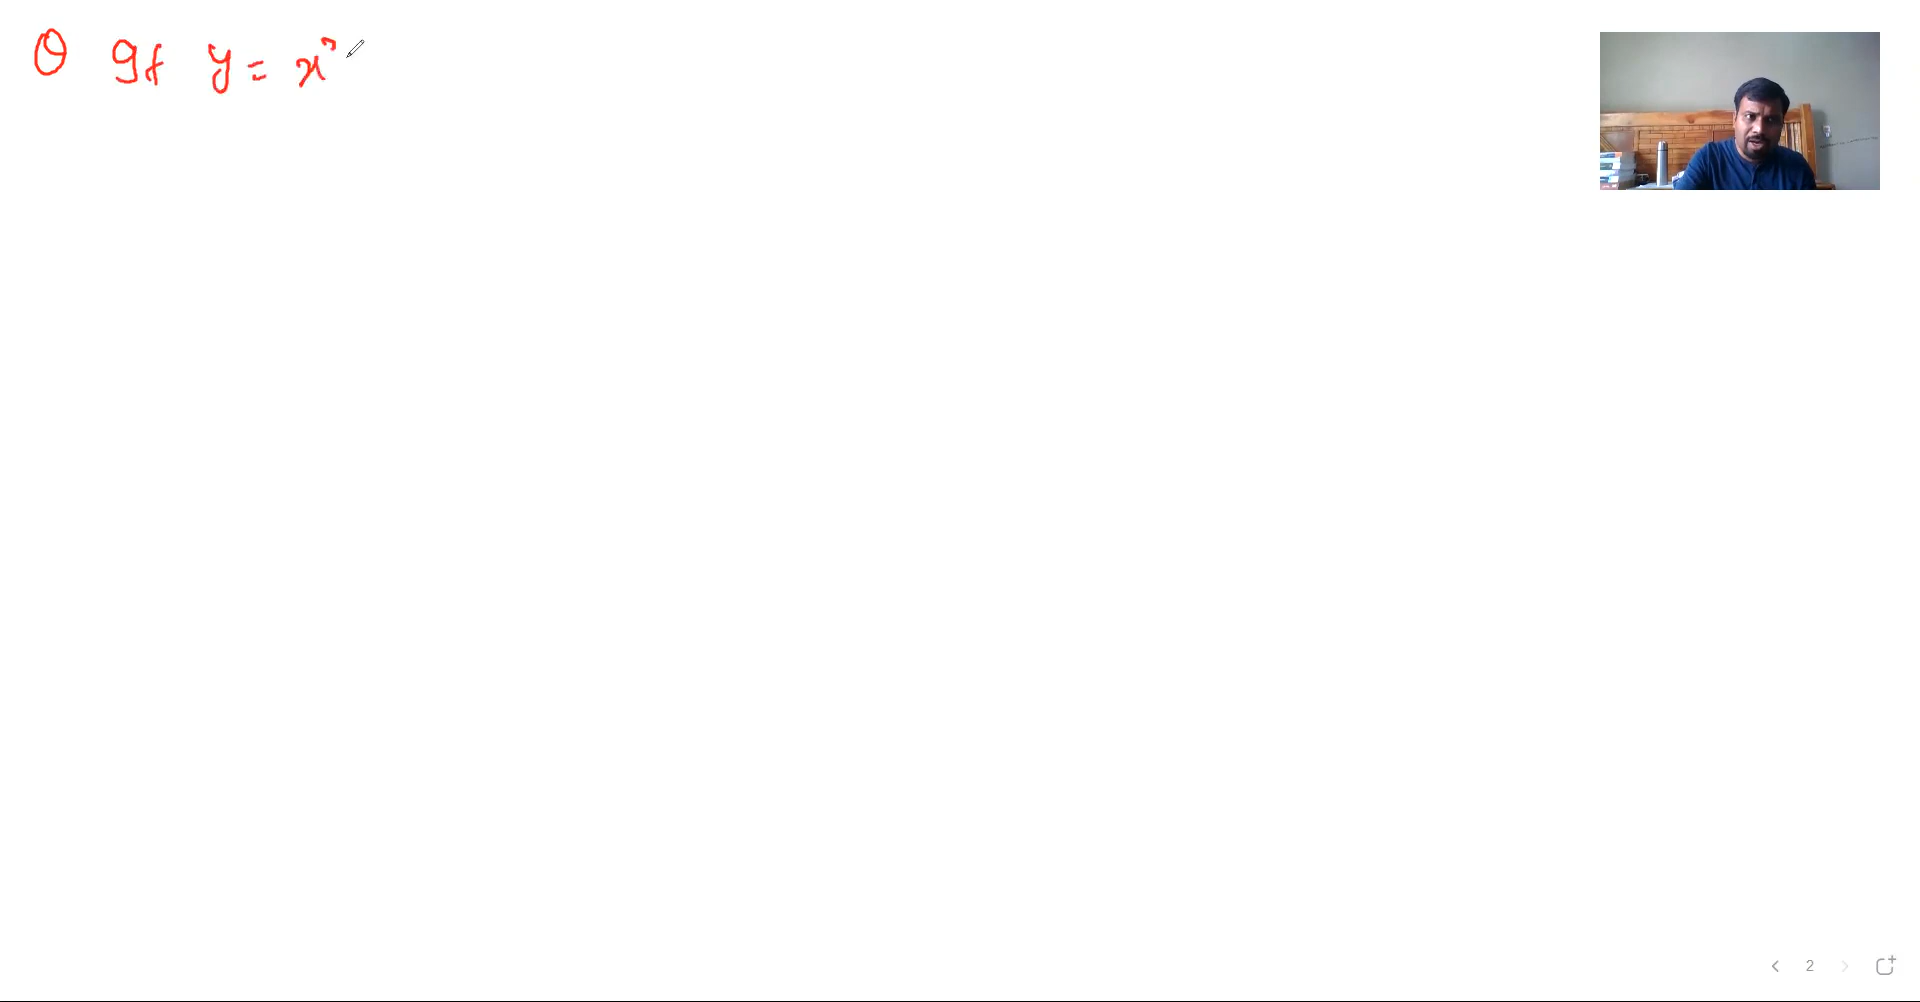 Q If y = x²
2